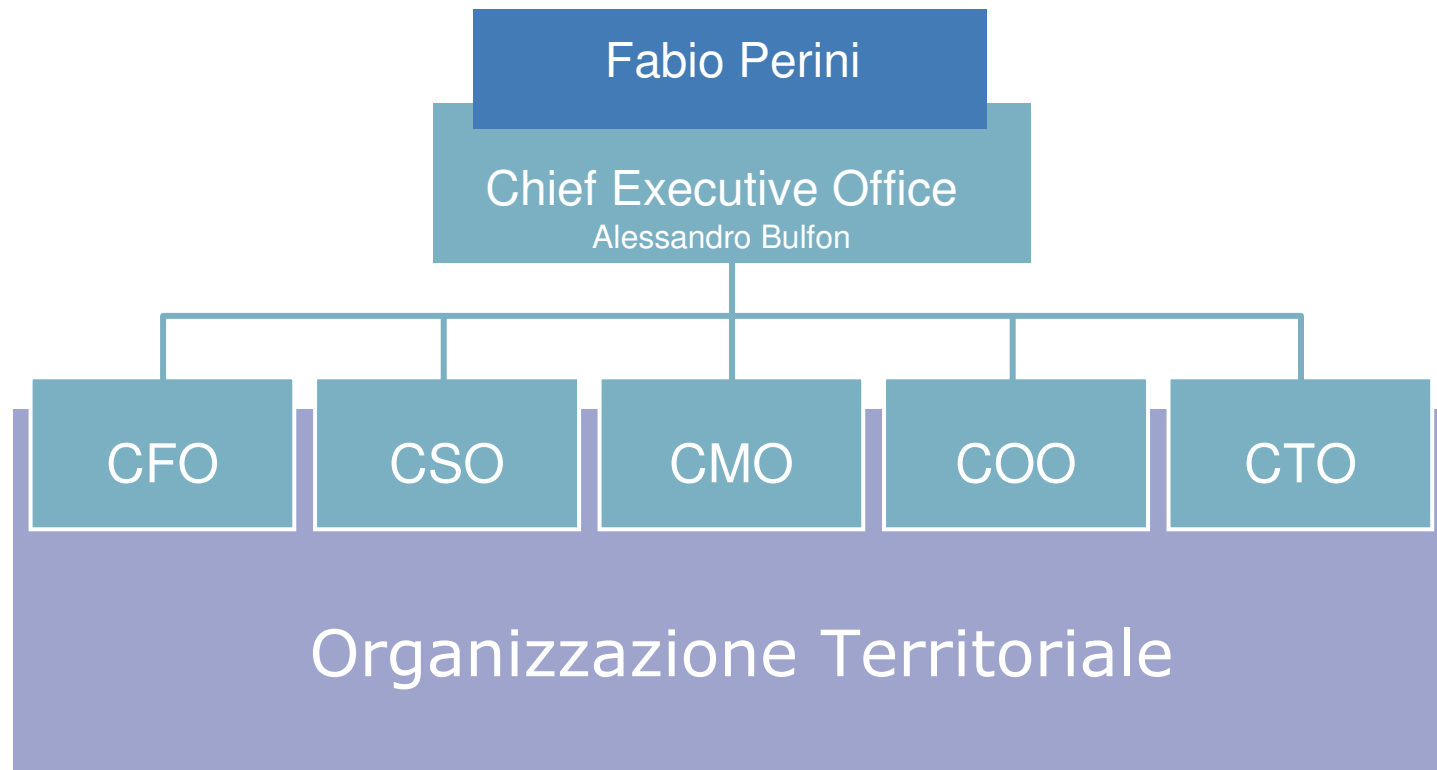 Fabio Perini
Chief Executive Office
Alessandro Bulfon
CFO
CSO
CMO
COO
CTO
Organizzazione Territoriale